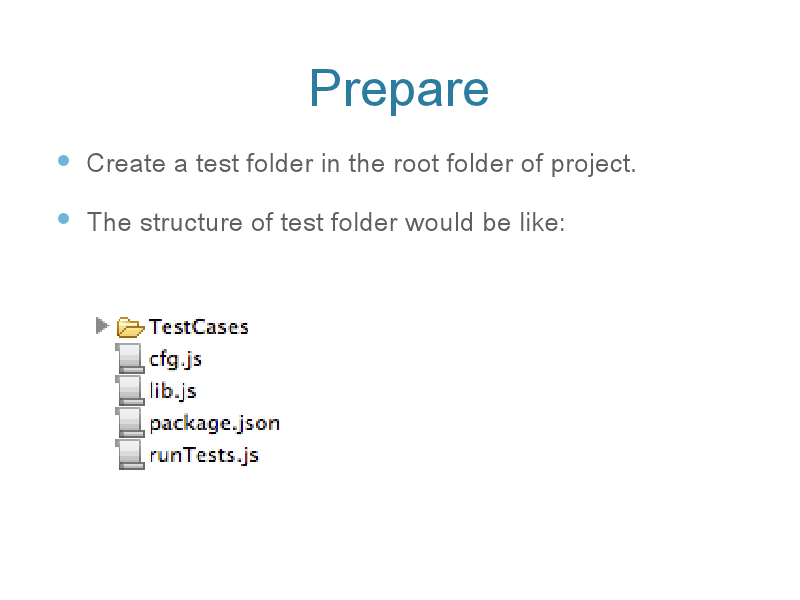 Prepare
Create a test folder in the root folder of project.
The structure of test folder would be like:
TestCases
cfg.js
lib.js
package.json
runTests.js